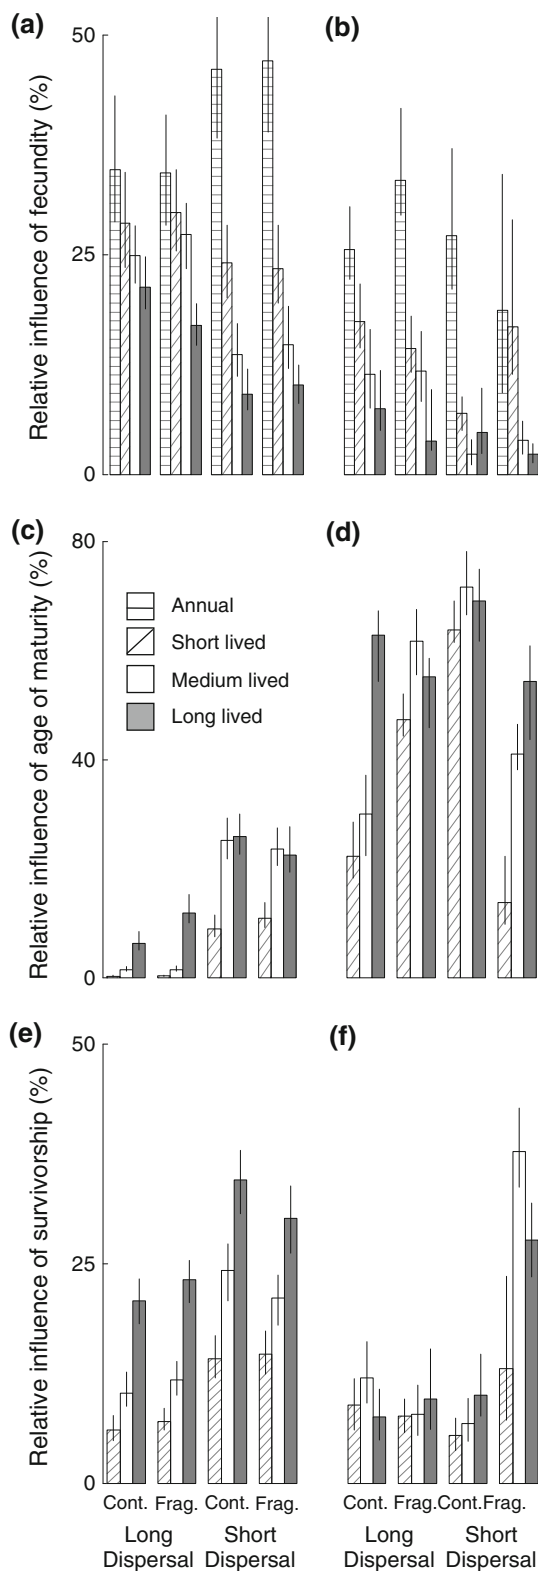 (a)
(b)
50
25
0
Relative influence of fecundity (%)
(c)
(d)
80
40
0
Relative influence of age of maturity (%)
Annual
Short lived
Medium lived
Long lived
(e)
(f)
50
25
0
Relative influence of survivorship (%)
Cont. Frag. Cont. Frag.
Long Short
Dispersal Dispersal
Cont. Frag. Cont. Frag.
Long Short
Dispersal Dispersal